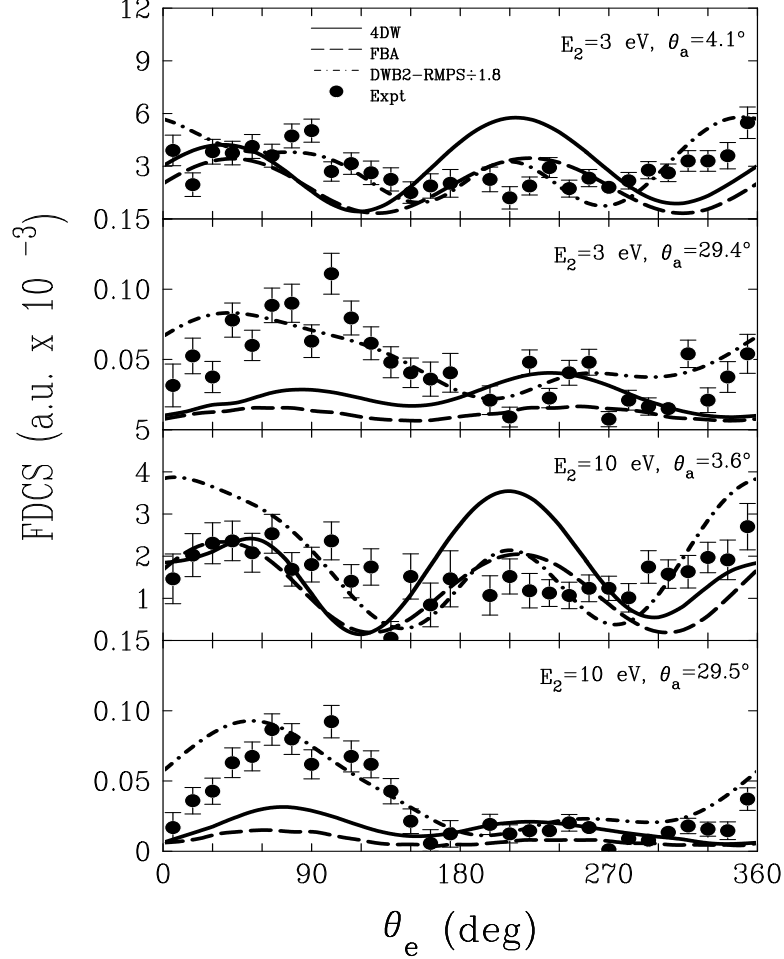 12
4DW
FBA
DWB2−RMPS÷1.8
Expt
E₂=3 eV, θₐ=4.1°
9
6
3
0.15
E₂=3 eV, θₐ=29.4°
0.10
0.05
5
E₂=10 eV, θₐ=3.6°
4
3
2
1
0.15
E₂=10 eV, θₐ=29.5°
0.10
0.05
0
FDCS (a.u. x 10 ⁻³)
0 90 180 270 360
θₑ (deg)